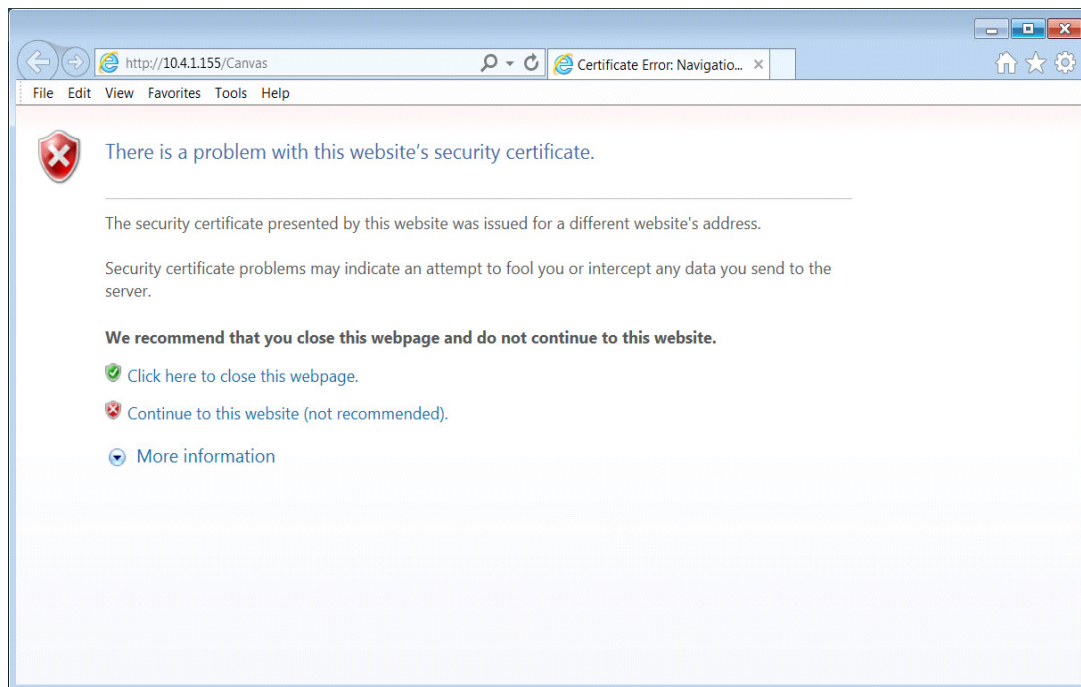 http://10.4.1.155/Canvas
Certificate Error: Navigatio...
File Edit View Favorites Tools Help
There is a problem with this website's security certificate.
The security certificate presented by this website was issued for a different website's address.
Security certificate problems may indicate an attempt to fool you or intercept any data you send to the
server.
We recommend that you close this webpage and do not continue to this website.
Click here to close this webpage.
Continue to this website (not recommended).
More information